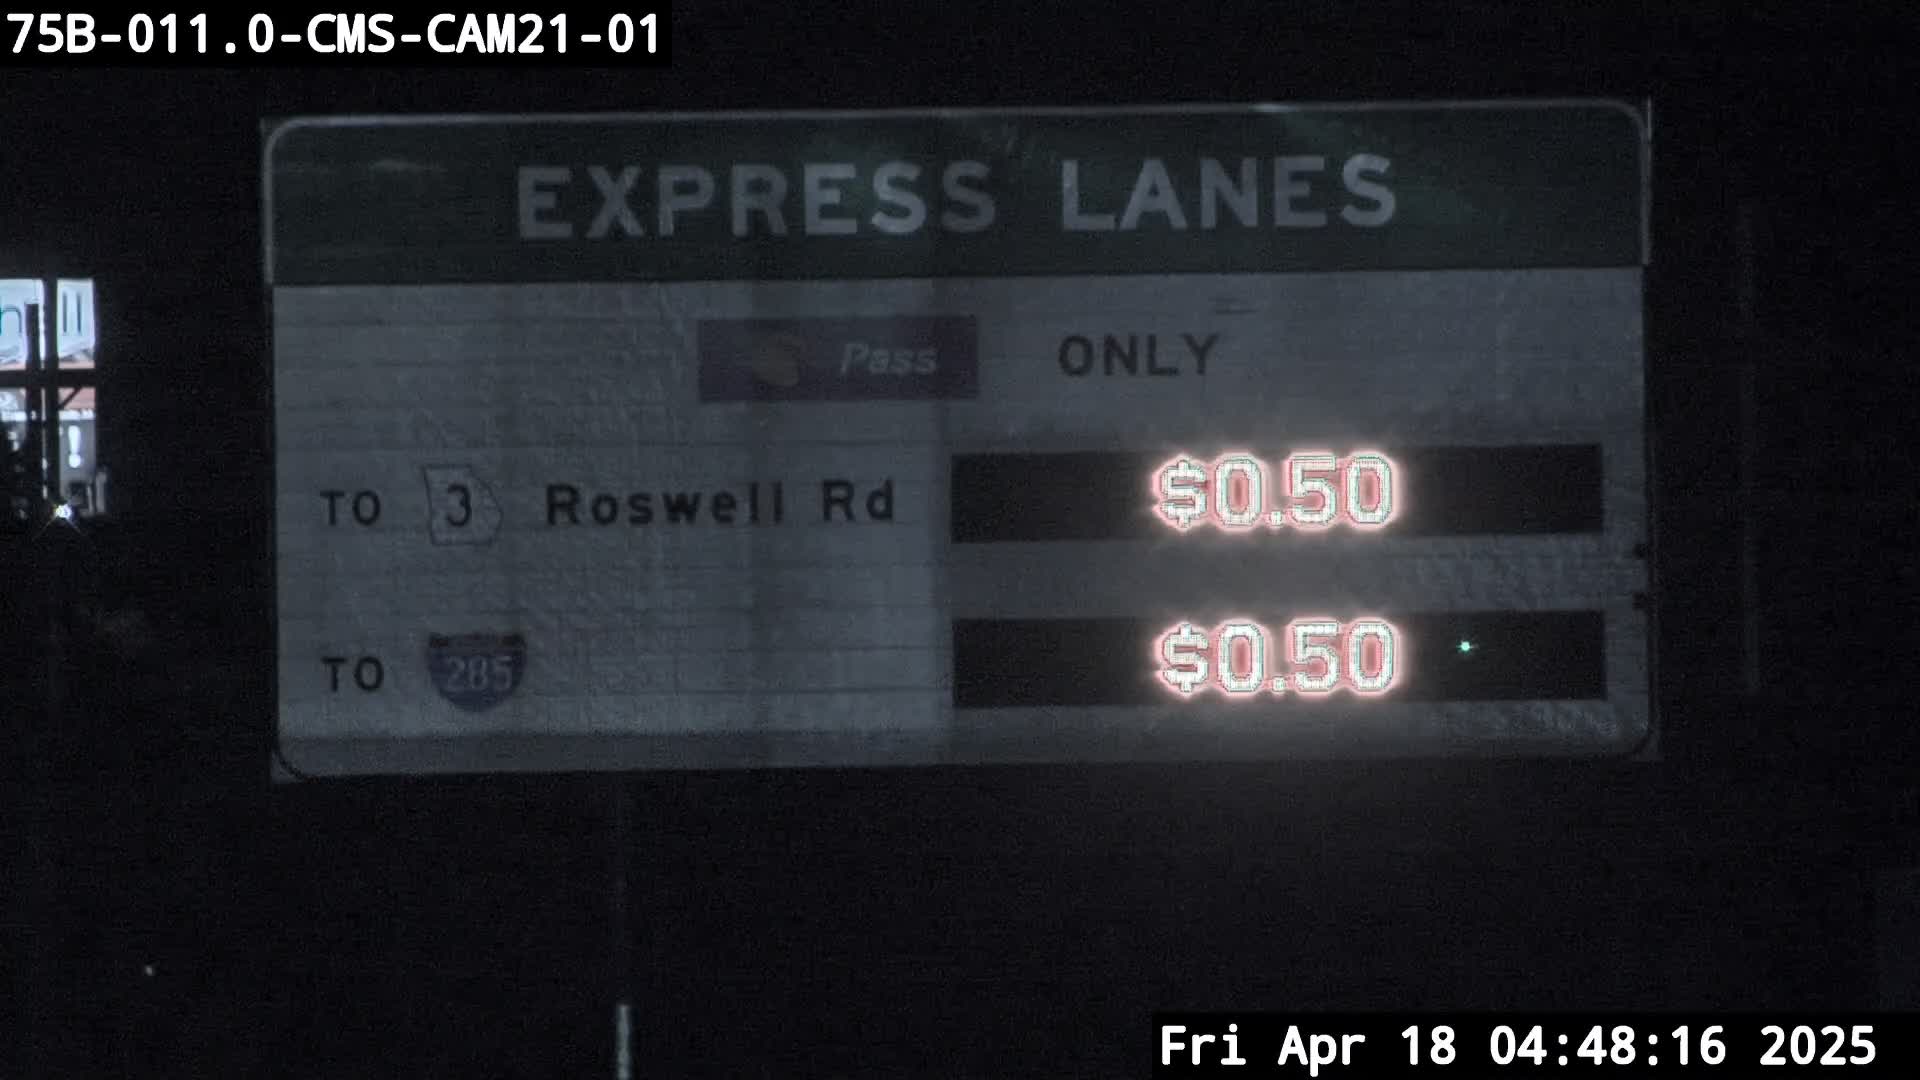 75B-011.0-CMS-CAM21-01
EXPRESS LANES
Pass ONLY
TO 3 Roswell Rd $0.50
TO 285 $0.50
Fri Apr 18 04:48:16 2025